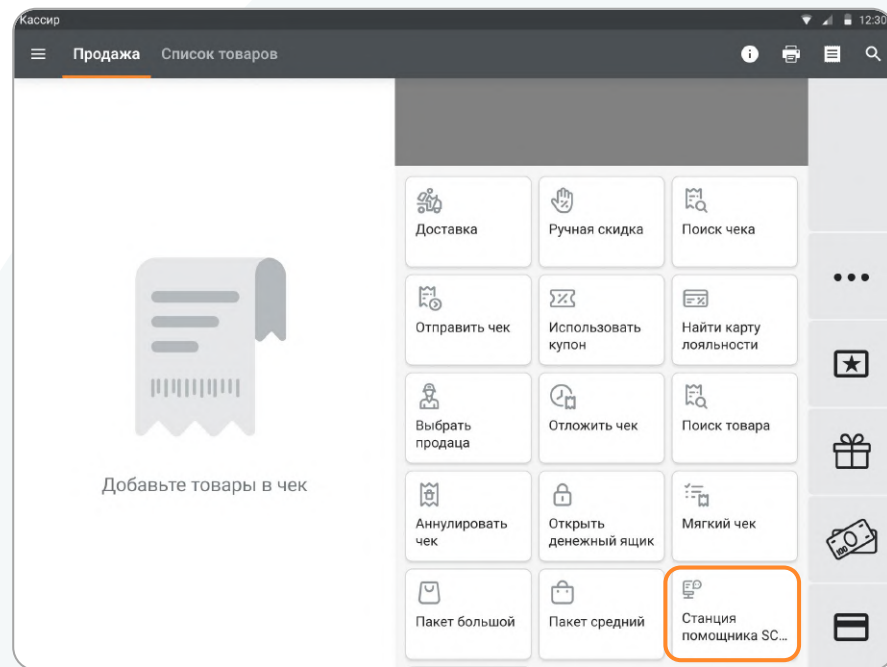 Кассир
12:30
Продажа Список товаров
Доставка
Ручная скидка
Поиск чека
Отправить чек
Использовать
купон
Найти карту
лояльности
Выбрать
продаца
Отложить чек
Поиск товара
Добавьте товары в чек
Аннулировать
чек
Открыть
денежный ящик
Мягкий чек
Пакет большой
Пакет средний
Станция
помощника SC...
100